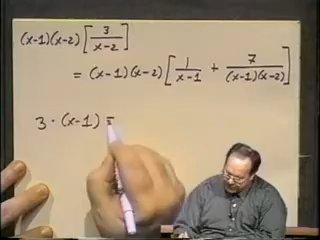 (x-1)(x-2) [ 3/(x-2) ]
= (x-1)(x-2) [ 1/(x-1) + 7/((x-1)(x-2)) ]
3 · (x-1) =